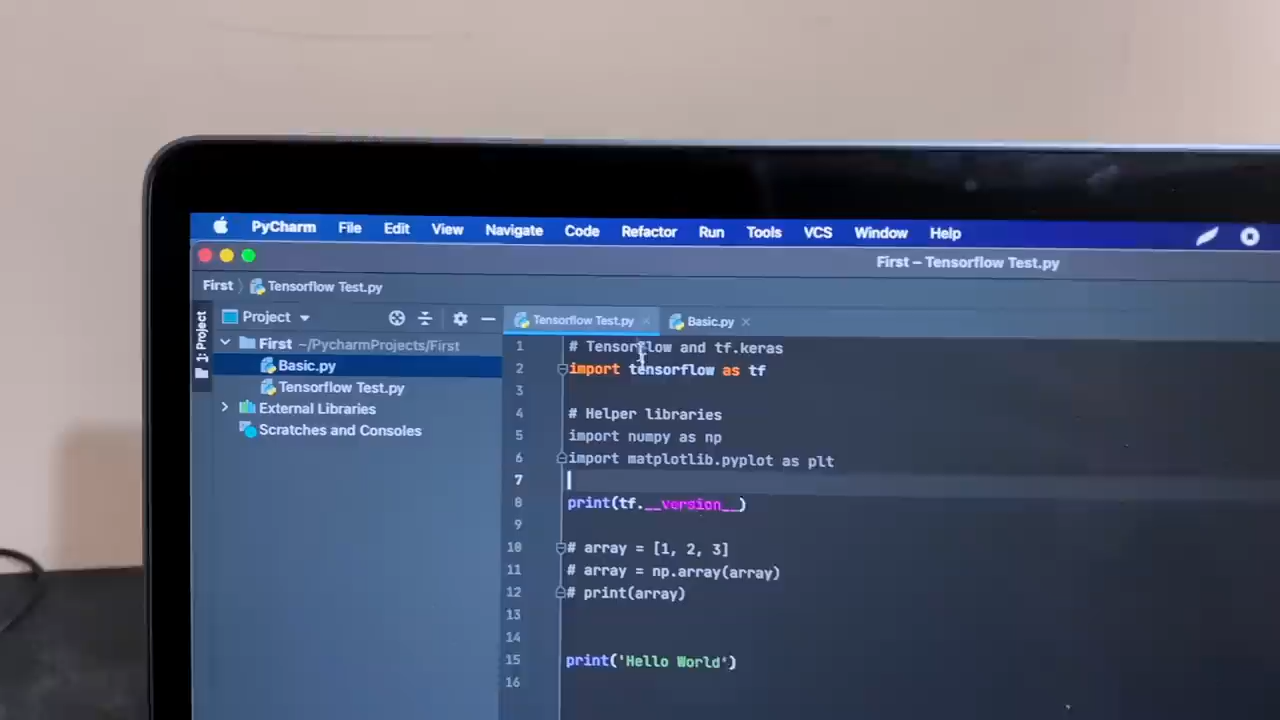 PyCharm File Edit View Navigate Code Refactor Run Tools VCS Window Help
First – Tensorflow Test.py
First Tensorflow Test.py
1: Project
Project
Tensorflow Test.py Basic.py
First ~/PycharmProjects/First
Basic.py
Tensorflow Test.py
External Libraries
Scratches and Consoles
1 # Tensorflow and tf.keras
2 import tensorflow as tf
3
4 # Helper libraries
5 import numpy as np
6 import matplotlib.pyplot as plt
7
8 print(tf.__version__)
9
10 # array = [1, 2, 3]
11 # array = np.array(array)
12 # print(array)
13
14
15 print('Hello World')
16